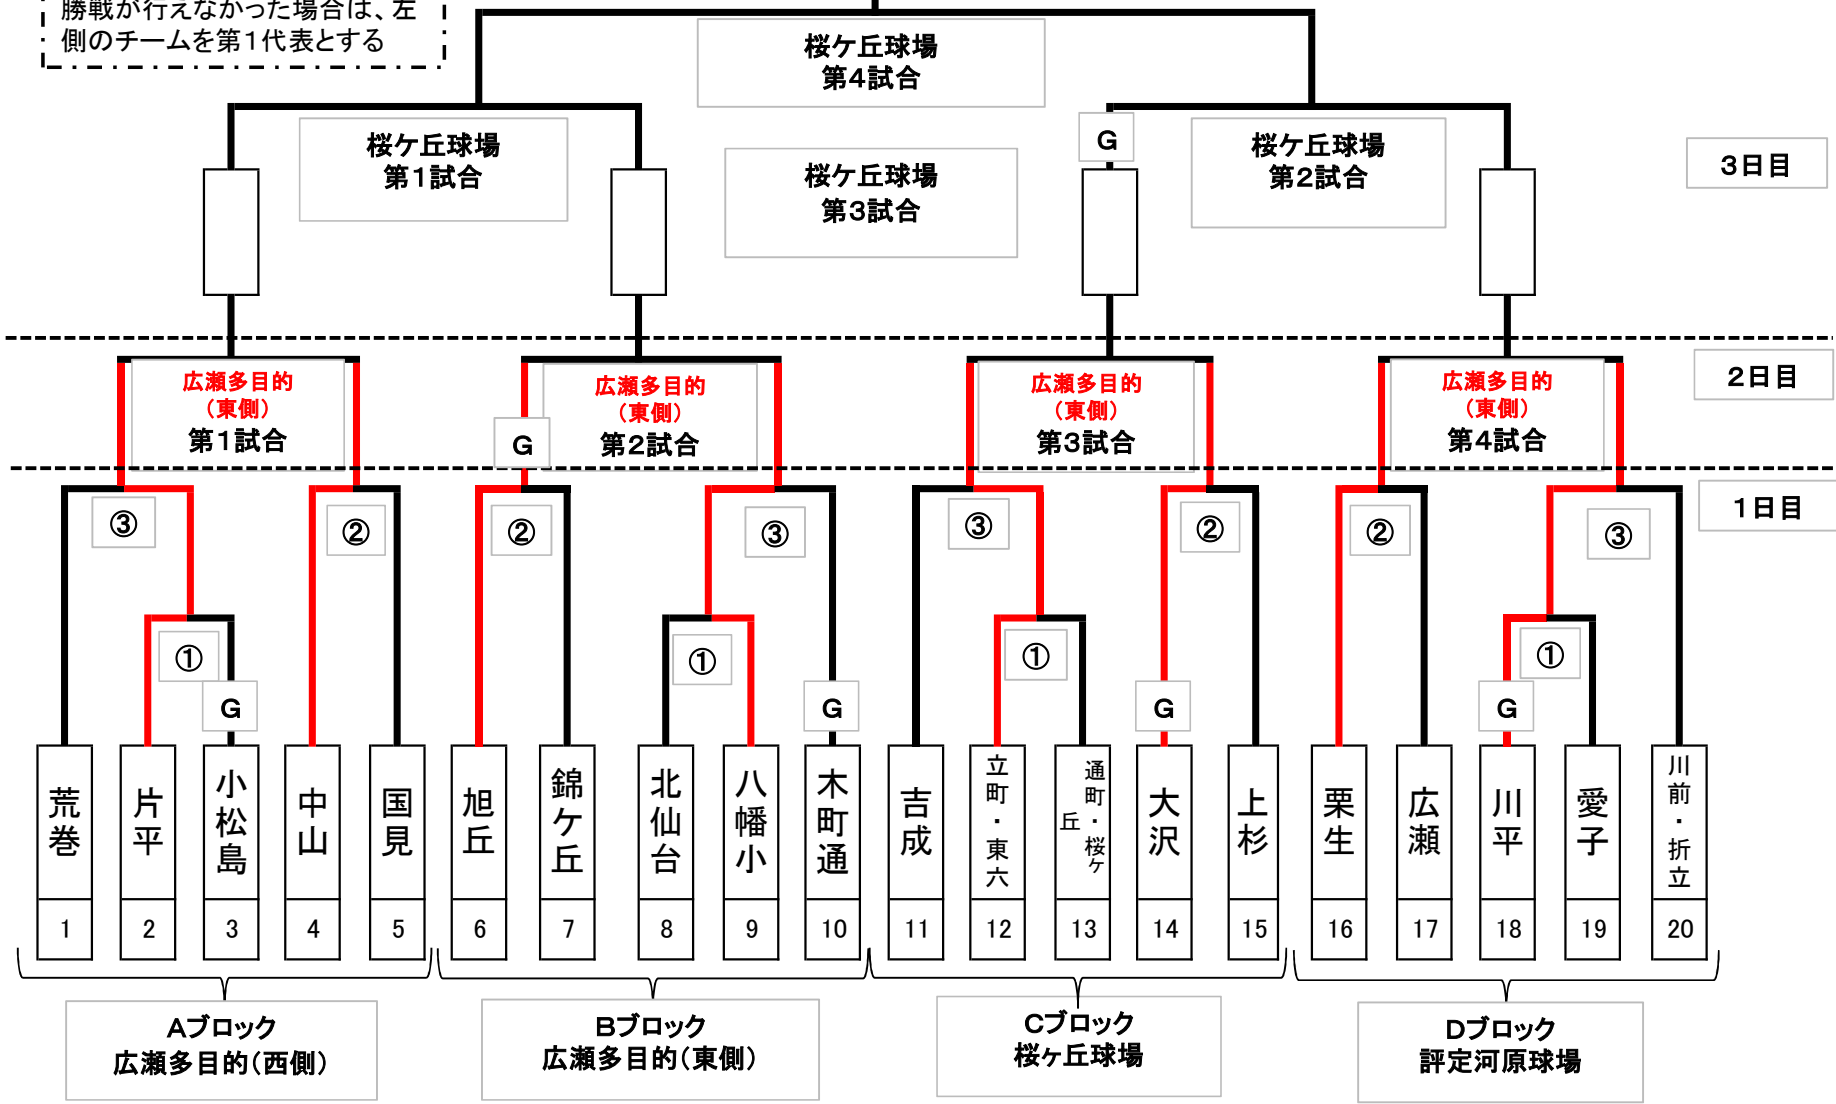 勝戦が行えなかった場合は、左
側のチームを第1代表とする
桜ケ丘球場
第4試合
桜ケ丘球場
第1試合
桜ケ丘球場
第3試合
G
桜ケ丘球場
第2試合
3日目
広瀬多目的
（東側）
第1試合
G
広瀬多目的
（東側）
第2試合
広瀬多目的
（東側）
第3試合
広瀬多目的
（東側）
第4試合
2日目
③
②
②
③
③
②
②
③
1日目
①
①
①
①
G
G
G
G
荒巻
片平
小松島
中山
国見
旭丘
錦ケ丘
北仙台
八幡小
木町通
吉成
立町・東六
通町・桜ケ
丘
大沢
上杉
栗生
広瀬
川平
愛子
川前・折立
1
2
3
4
5
6
7
8
9
10
11
12
13
14
15
16
17
18
19
20
Aブロック
広瀬多目的（西側）
Bブロック
広瀬多目的（東側）
Cブロック
桜ヶ丘球場
Dブロック
評定河原球場